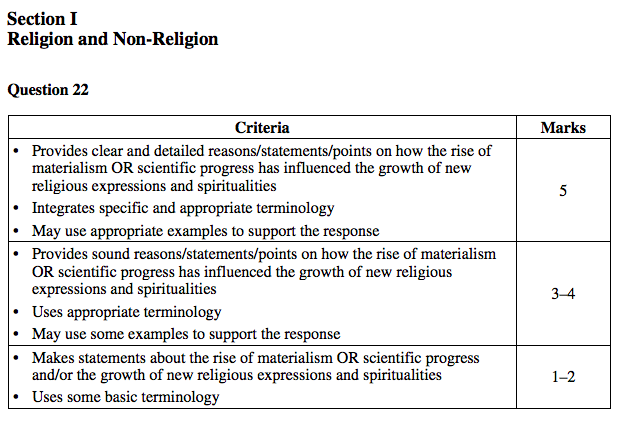 Section I
Religion and Non-Religion
Question 22
Criteria Marks
• Provides clear and detailed reasons/statements/points on how the rise of
materialism OR scientific progress has influenced the growth of new
religious expressions and spiritualities
• Integrates specific and appropriate terminology
• May use appropriate examples to support the response
5
• Provides sound reasons/statements/points on how the rise of materialism
OR scientific progress has influenced the growth of new religious
expressions and spiritualities
• Uses appropriate terminology
• May use some examples to support the response
3–4
• Makes statements about the rise of materialism OR scientific progress
and/or the growth of new religious expressions and spiritualities
• Uses some basic terminology
1–2